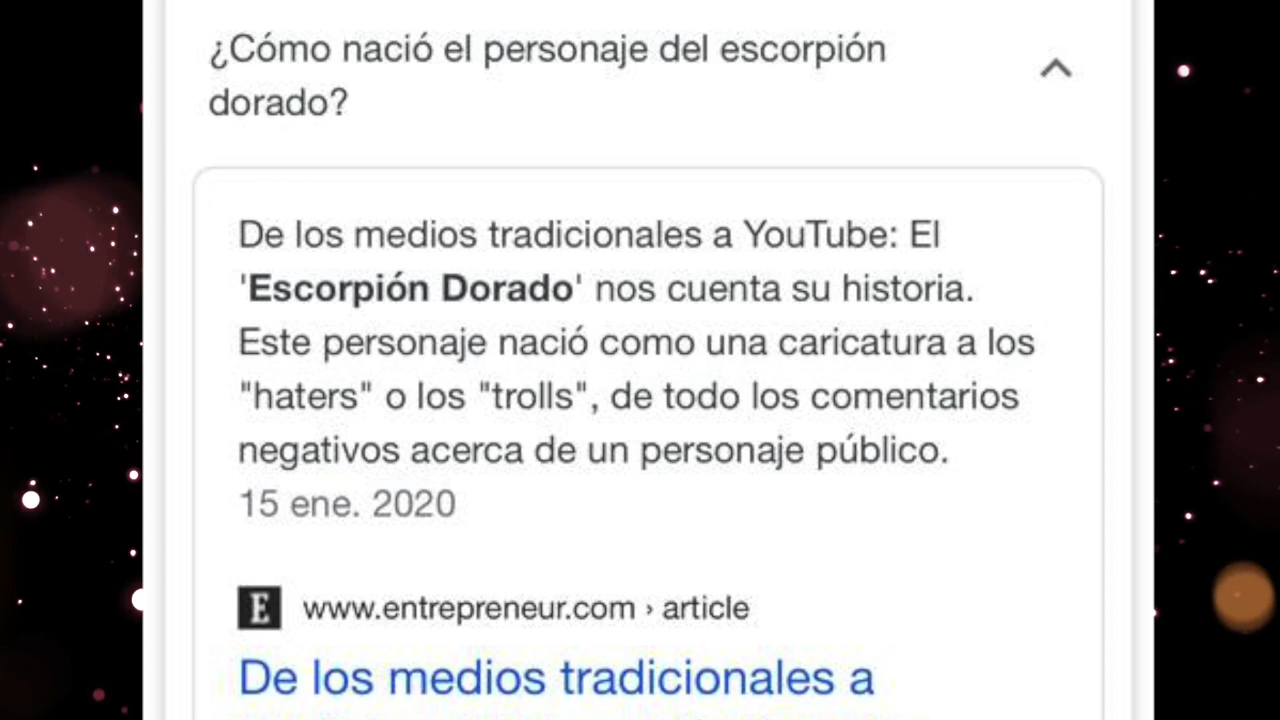 ¿Cómo nació el personaje del escorpión
dorado?
De los medios tradicionales a YouTube: El
'Escorpión Dorado' nos cuenta su historia.
Este personaje nació como una caricatura a los
"haters" o los "trolls", de todo los comentarios
negativos acerca de un personaje público.
15 ene. 2020
E www.entrepreneur.com › article
De los medios tradicionales a